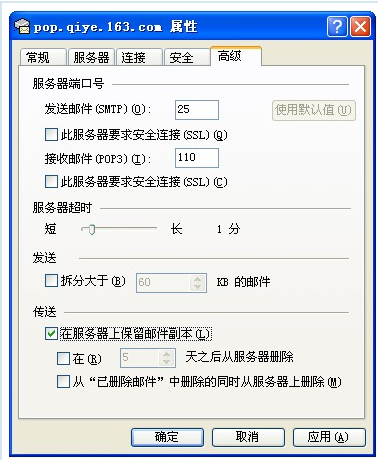 pop.qiye.163.com 属性
常规 服务器 连接 安全 高级
服务器端口号
发送邮件(SMTP)(O): 25 使用默认值(U)
此服务器要求安全连接(SSL)(Q)
接收邮件(POP3)(I): 110
此服务器要求安全连接(SSL)(C)
服务器超时
短 长 1 分
发送
拆分大于(B) 60 KB 的邮件
传送
在服务器上保留邮件副本(L)
在(R) 5 天之后从服务器删除
从“已删除邮件”中删除的同时从服务器上删除(M)
确定 取消 应用(A)